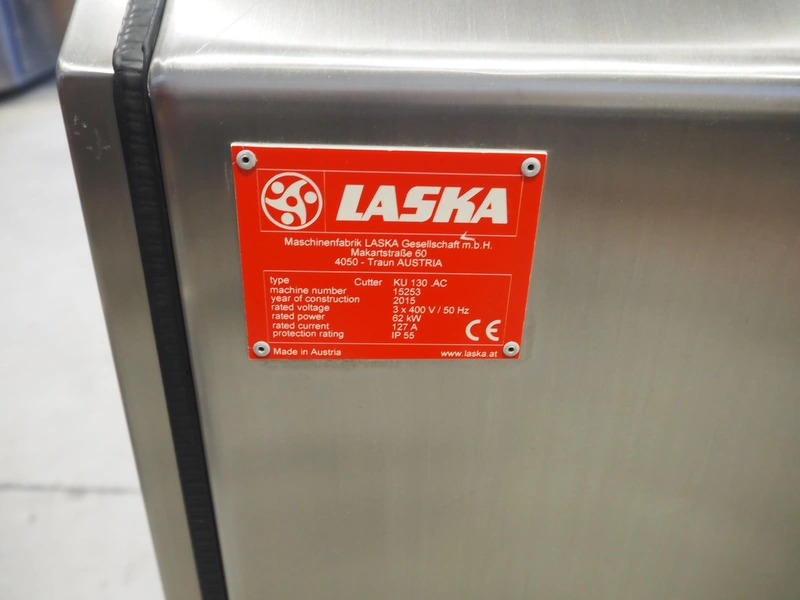 LASKA
Maschinenfabrik LASKA Gesellschaft m.b.H.
Makartstraße 60
4050 - Traun AUSTRIA
type Cutter KU 130 .AC
machine number 15253
year of construction 2015
rated voltage 3 x 400 V / 50 Hz
rated power 62 kW
rated current 127 A
protection rating IP 55
CE
Made in Austria www.laska.at